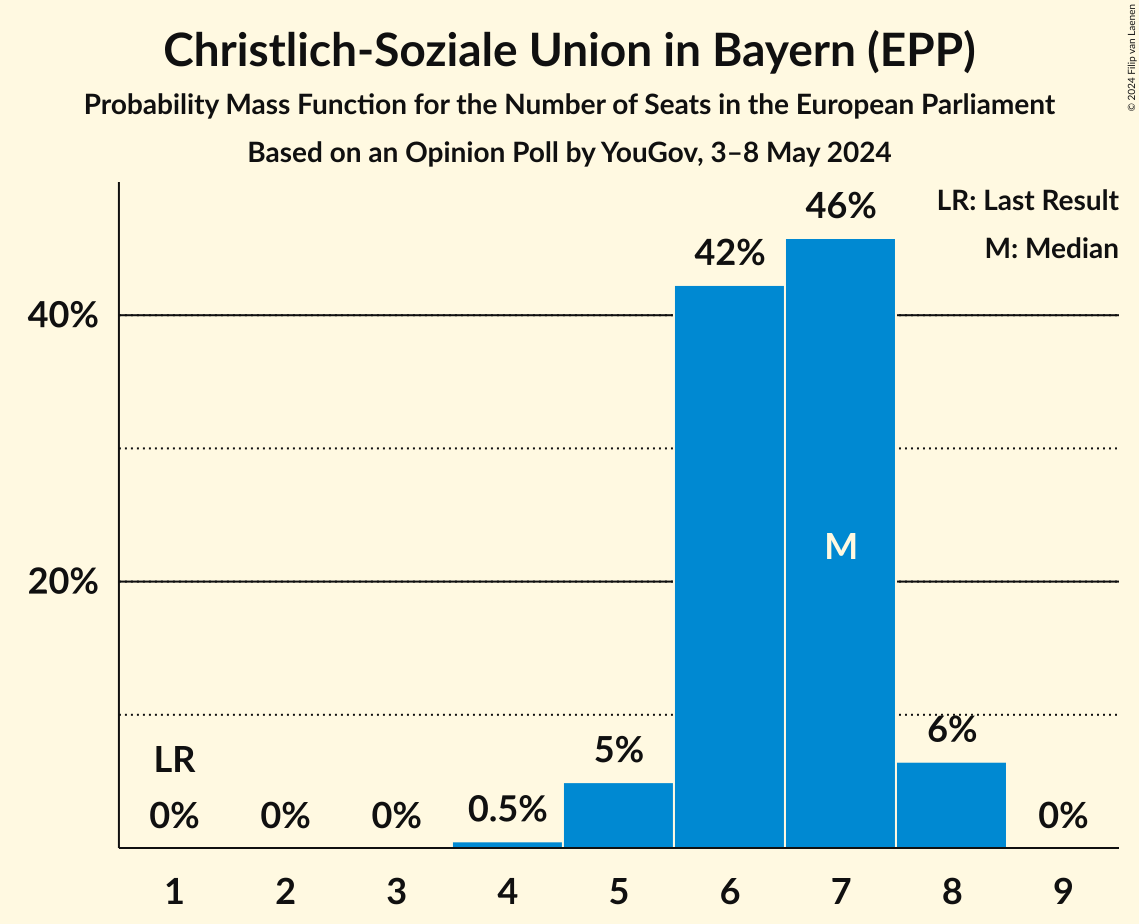 Christlich-Soziale Union in Bayern (EPP)
Probability Mass Function for the Number of Seats in the European Parliament
Based on an Opinion Poll by YouGov, 3–8 May 2024
© 2024 Filip van Laenen
LR: Last Result
M: Median
46%
42%
40%
M
20%
6%
5%
LR
0%
0%
0%
0.5%
0%
1 2 3 4 5 6 7 8 9